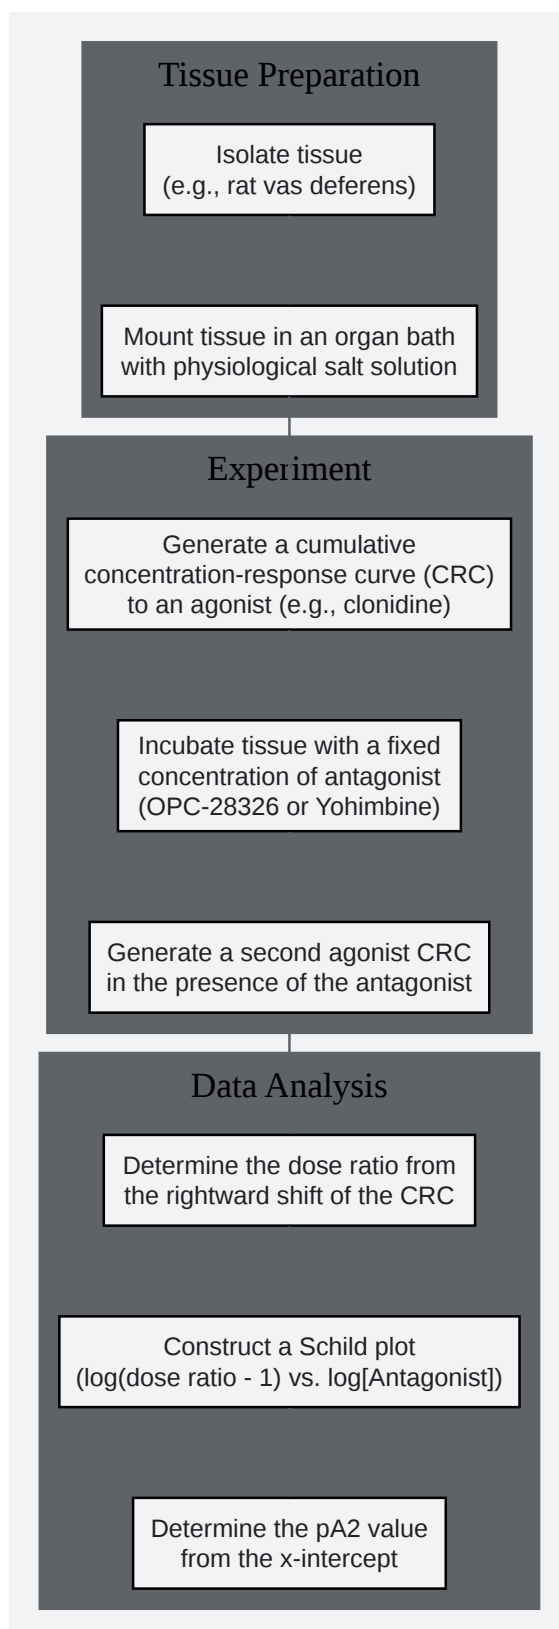 Tissue Preparation
Isolate tissue
(e.g., rat vas deferens)
Mount tissue in an organ bath
with physiological salt solution
Experiment
Generate a cumulative
concentration-response curve (CRC)
to an agonist (e.g., clonidine)
Incubate tissue with a fixed
concentration of antagonist
(OPC-28326 or Yohimbine)
Generate a second agonist CRC
in the presence of the antagonist
Data Analysis
Determine the dose ratio from
the rightward shift of the CRC
Construct a Schild plot
(log(dose ratio - 1) vs. log[Antagonist])
Determine the pA2 value
from the x-intercept